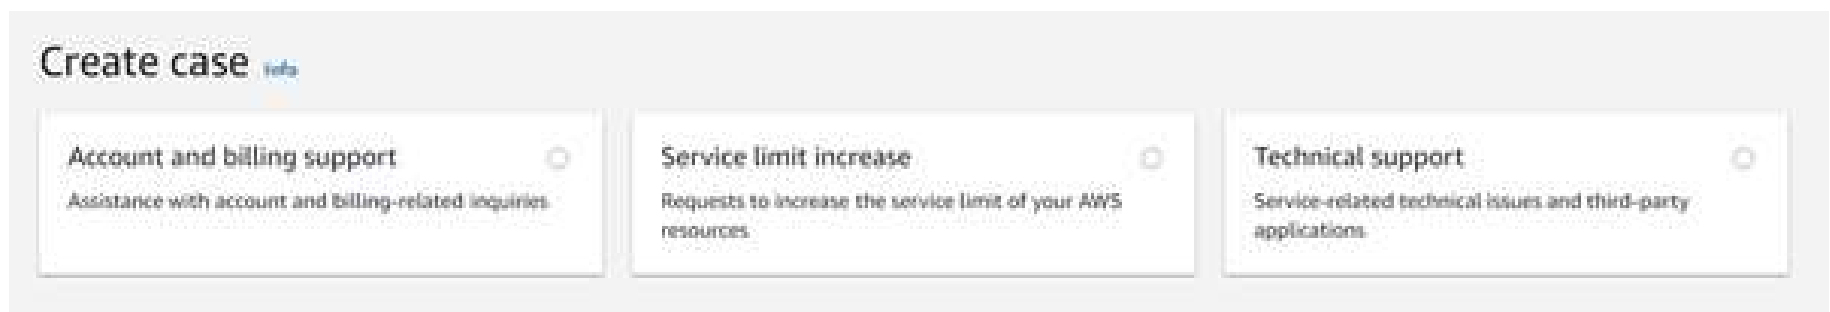 Create case Info
Account and billing support
Assistance with account and billing-related inquiries
Service limit increase
Requests to increase the service limit of your AWS
resources
Technical support
Service-related technical issues and third-party
applications